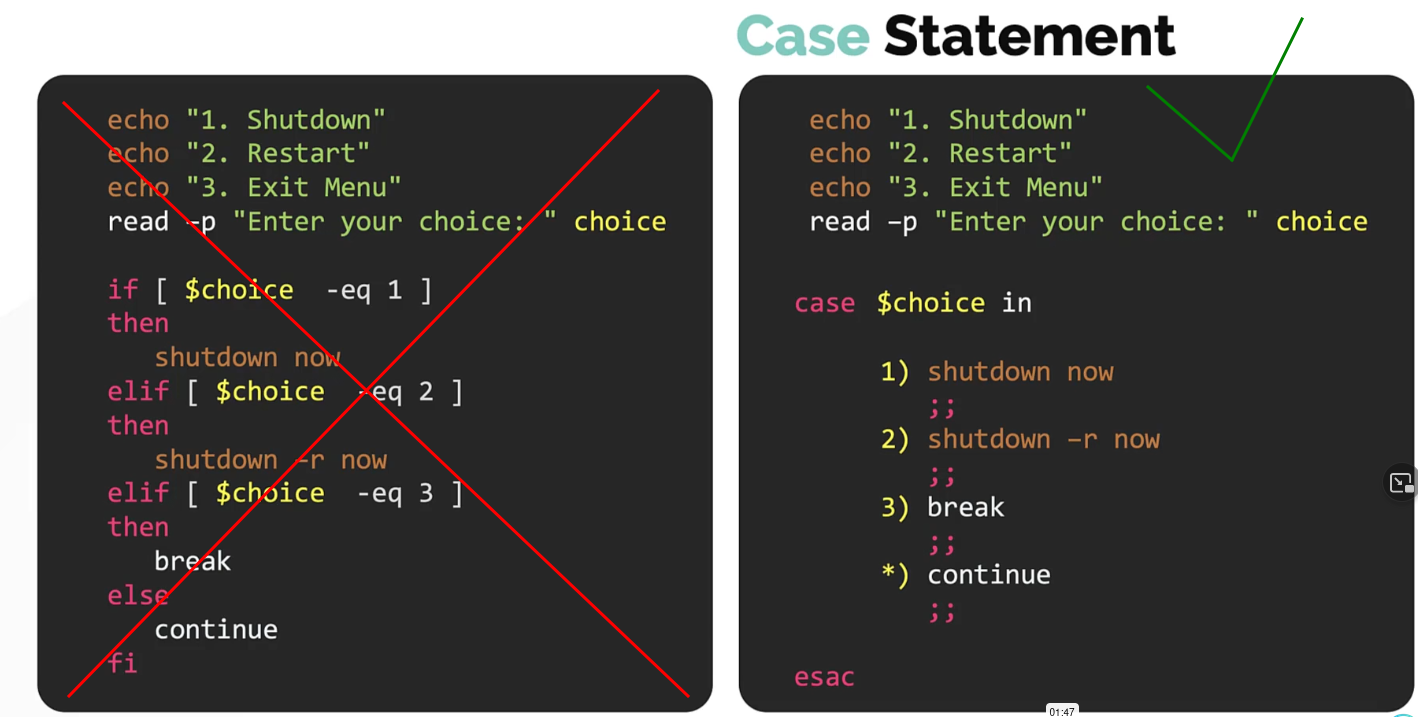 Case Statement
echo "1. Shutdown"
echo "2. Restart"
echo "3. Exit Menu"
read –p "Enter your choice: " choice
if [ $choice  -eq 1 ]
then
shutdown now
elif [ $choice  -eq 2 ]
then
shutdown –r now
elif [ $choice  -eq 3 ]
then
break
else
continue
fi
echo "1. Shutdown"
echo "2. Restart"
echo "3. Exit Menu"
read –p "Enter your choice: " choice
case $choice in
1) shutdown now
;;
2) shutdown –r now
;;
3) break
;;
*) continue
;;
esac
01:47